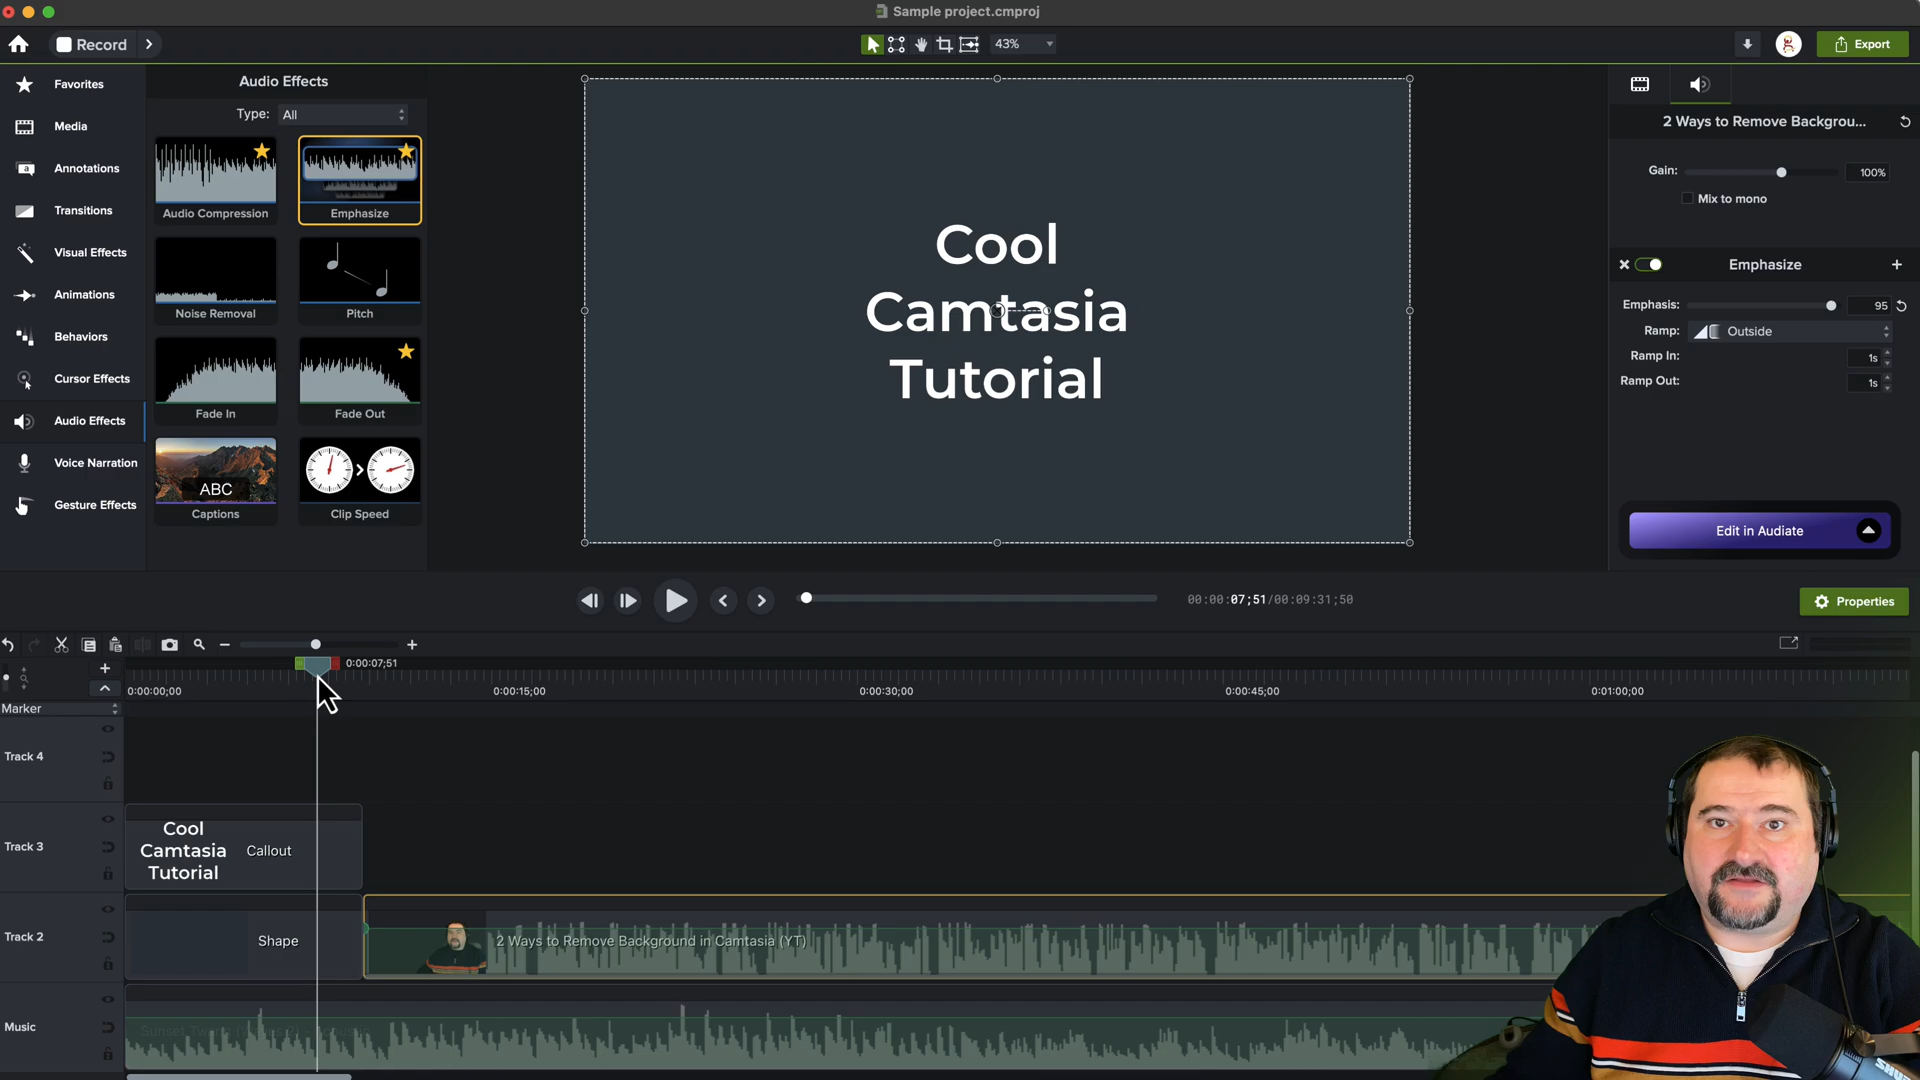 Sample project.cmproj
Record
43%
Export
Favorites
Media
Annotations
Transitions
Visual Effects
Animations
Behaviors
Cursor Effects
Audio Effects
Voice Narration
Gesture Effects
Audio Effects
Type: All
Audio Compression
Emphasize
Noise Removal
Pitch
Fade In
Fade Out
ABC
Captions
Clip Speed
Cool
Camtasia
Tutorial
2 Ways to Remove Backgrou...
Gain: 100%
Mix to mono
Emphasize
Emphasis: 95
Ramp: Outside
Ramp In: 1s
Ramp Out: 1s
Edit in Audiate
00:00:07;51/00:09:31;50
Properties
0:00:07;51
0:00:00;00
0:00:15;00
0:00:30;00
0:00:45;00
0:01:00;00
Marker
Track 4
Track 3
Cool
Camtasia
Tutorial
Callout
Track 2
Shape
2 Ways to Remove Background in Camtasia (YT)
Music